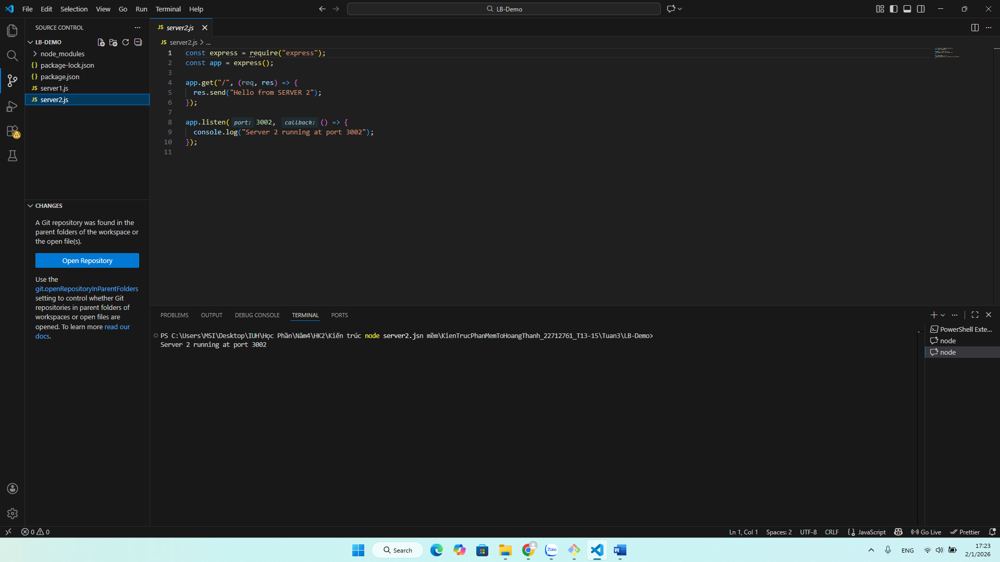 File Edit Selection View Go Run Terminal Help
LB-Demo
SOURCE CONTROL
LB-DEMO
node_modules
package-lock.json
package.json
JS server1.js
JS server2.js
CHANGES
A Git repository was found in the
parent folders of the workspace or
the open file(s).
Open Repository
Use the
git.openRepositoryInParentFolders
setting to control whether Git
repositories in parent folders of
workspaces or open files are
opened. To learn more read our
docs.
JS server2.js
JS server2.js > ...
1 const express = require("express");
2 const app = express();
3
4 app.get("/", (req, res) => {
5 res.send("Hello from SERVER 2");
6 });
7
8 app.listen( port: 3002, callback: () => {
9 console.log("Server 2 running at port 3002");
10 });
11
PROBLEMS OUTPUT DEBUG CONSOLE TERMINAL PORTS
PS C:\Users\MSI\Desktop\IUH\Học Phần\Năm4\HK2\Kiến trúc node server2.jsn mềm\KienTrucPhanMemToHoangThanh_22712761_T13-15\Tuan3\LB-Demo>
Server 2 running at port 3002
PowerShell Exte...
node
node
0 0
Ln 1, Col 1 Spaces: 2 UTF-8 CRLF {} JavaScript Go Live Prettier
Search
Zalo
ENG
17:23
2/1/2026